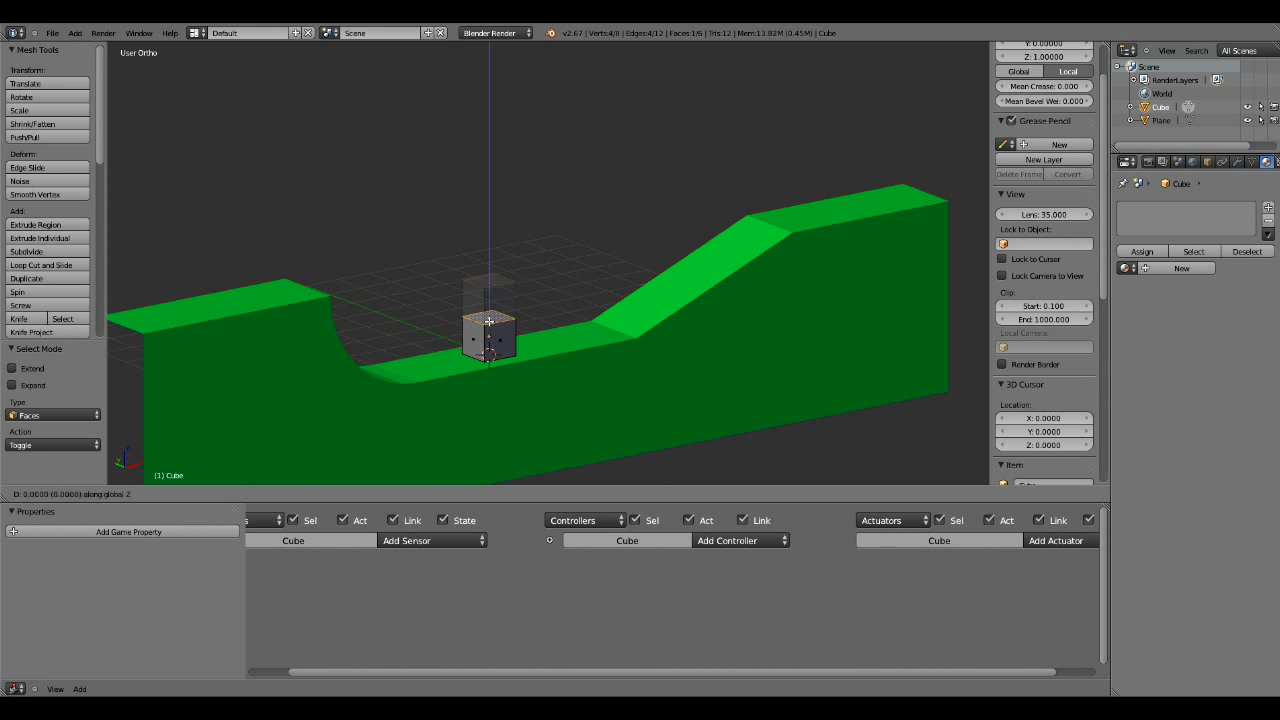 File Add Render Window Help Default Scene Blender Render v2.67 | Verts:4/8 | Edges:4/12 | Faces:1/6 | Tris:12 | Mem:13.82M (0.45M) | Cube
Mesh Tools
Transform:
Translate
Rotate
Scale
Shrink/Fatten
Push/Pull
Deform:
Edge Slide
Noise
Smooth Vertex
Add:
Extrude Region
Extrude Individual
Subdivide
Loop Cut and Slide
Duplicate
Spin
Screw
Knife Select
Knife Project
Select Mode
Extend
Expand
Type
Faces
Action
Toggle
User Ortho
(1) Cube
D: 0.0000 (0.0000) along global Z
Y: 0.00000
Z: 1.00000
Global Local
Mean Crease: 0.000
Mean Bevel Wei: 0.000
Grease Pencil
New
New Layer
Delete Frame Convert
View
Lens: 35.000
Lock to Object:
Lock to Cursor
Lock Camera to View
Clip:
Start: 0.100
End: 1000.000
Local Camera:
Render Border
3D Cursor
Location:
X: 0.0000
Y: 0.0000
Z: 0.0000
Item
View Search All Scenes
Scene
RenderLayers
World
Cube
Plane
Cube
Assign Select Deselect
New
Properties
Add Game Property
Sel Act Link State Controllers Sel Act Link Actuators Sel Act Link
Cube Add Sensor Cube Add Controller Cube Add Actuator
View Add